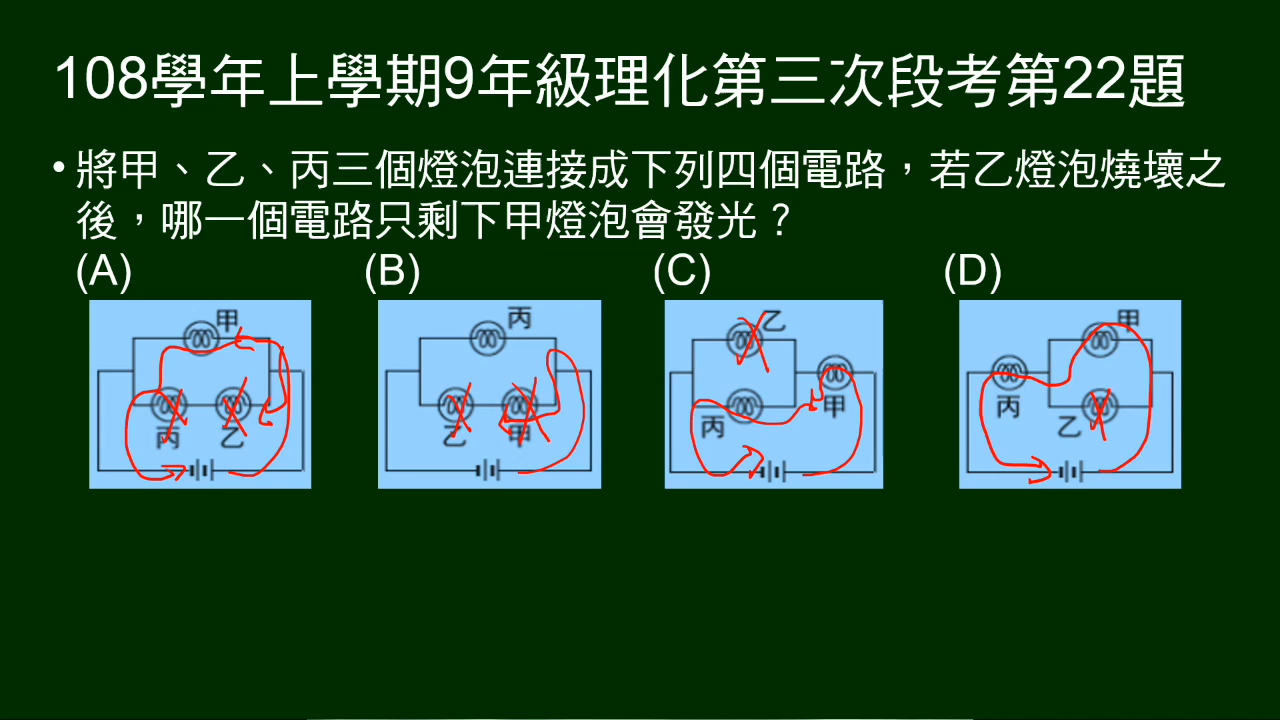 108學年上學期9年級理化第三次段考第22題
•將甲、乙、丙三個燈泡連接成下列四個電路，若乙燈泡燒壞之
後，哪一個電路只剩下甲燈泡會發光？
(A) (B) (C) (D)
甲 丙 乙 甲
丙 乙 乙 甲 丙 甲 丙 乙